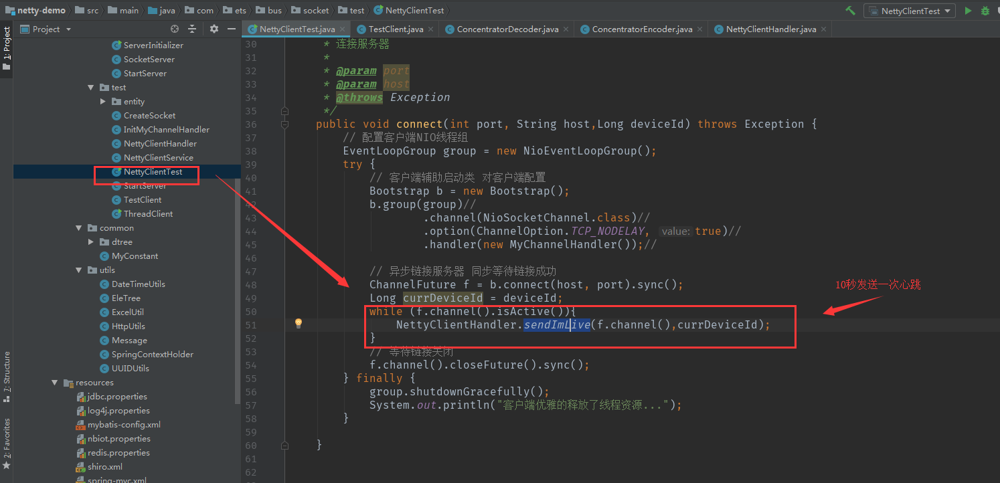 netty-demo src main java com ets bus socket test NettyClientTest NettyClientTest
Project NettyClientTest.java TestClient.java ConcentratorDecoder.java ConcentratorEncoder.java NettyClientHandler.java
1: Project
7: Structure
2: Favorites
ServerInitializer
SocketServer
StartServer
test
entity
CreateSocket
InitMyChannelHandler
NettyClientHandler
NettyClientService
NettyClientTest
StartServer
TestClient
ThreadClient
common
dtree
MyConstant
utils
DateTimeUtils
EleTree
ExcelUtil
HttpUtils
Message
SpringContextHolder
UUIDUtils
resources
jdbc.properties
log4j.properties
mybatis-config.xml
nbiot.properties
redis.properties
shiro.xml
spring-mvc.xml
30 * 连接服务器
31 *
32 * @param port
33 * @param host
34 * @throws Exception
35 */
36 public void connect(int port, String host,Long deviceId) throws Exception {
37 // 配置客户端NIO线程组
38 EventLoopGroup group = new NioEventLoopGroup();
39 try {
40 // 客户端辅助启动类 对客户端配置
41 Bootstrap b = new Bootstrap();
42 b.group(group)//
43 .channel(NioSocketChannel.class)//
44 .option(ChannelOption.TCP_NODELAY, value: true)//
45 .handler(new MyChannelHandler());//
46
47 // 异步链接服务器 同步等待链接成功
48 ChannelFuture f = b.connect(host, port).sync();
49 Long currDeviceId = deviceId;
50 while (f.channel().isActive()){
51 NettyClientHandler.sendImLive(f.channel(),currDeviceId);
52 }
53 // 等待链接关闭
54 f.channel().closeFuture().sync();
55 } finally {
56 group.shutdownGracefully();
57 System.out.println("客户端优雅的释放了线程资源...");
58 }
59
60 }
61
62
10秒发送一次心跳